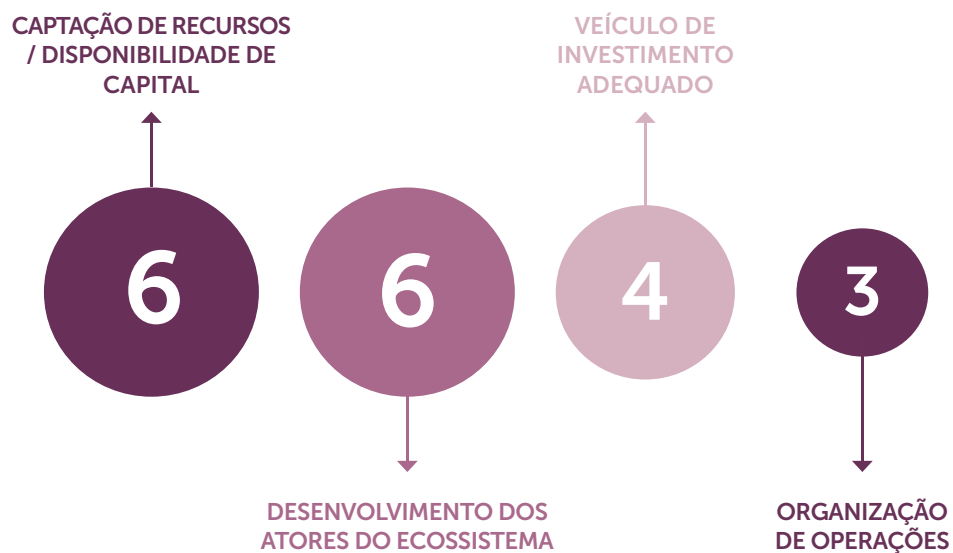 CAPTAÇÃO DE RECURSOS
/ DISPONIBILIDADE DE
CAPITAL
VEÍCULO DE
INVESTIMENTO
ADEQUADO
6
6
4
3
DESENVOLVIMENTO DOS
ATORES DO ECOSSISTEMA
ORGANIZAÇÃO
DE OPERAÇÕES